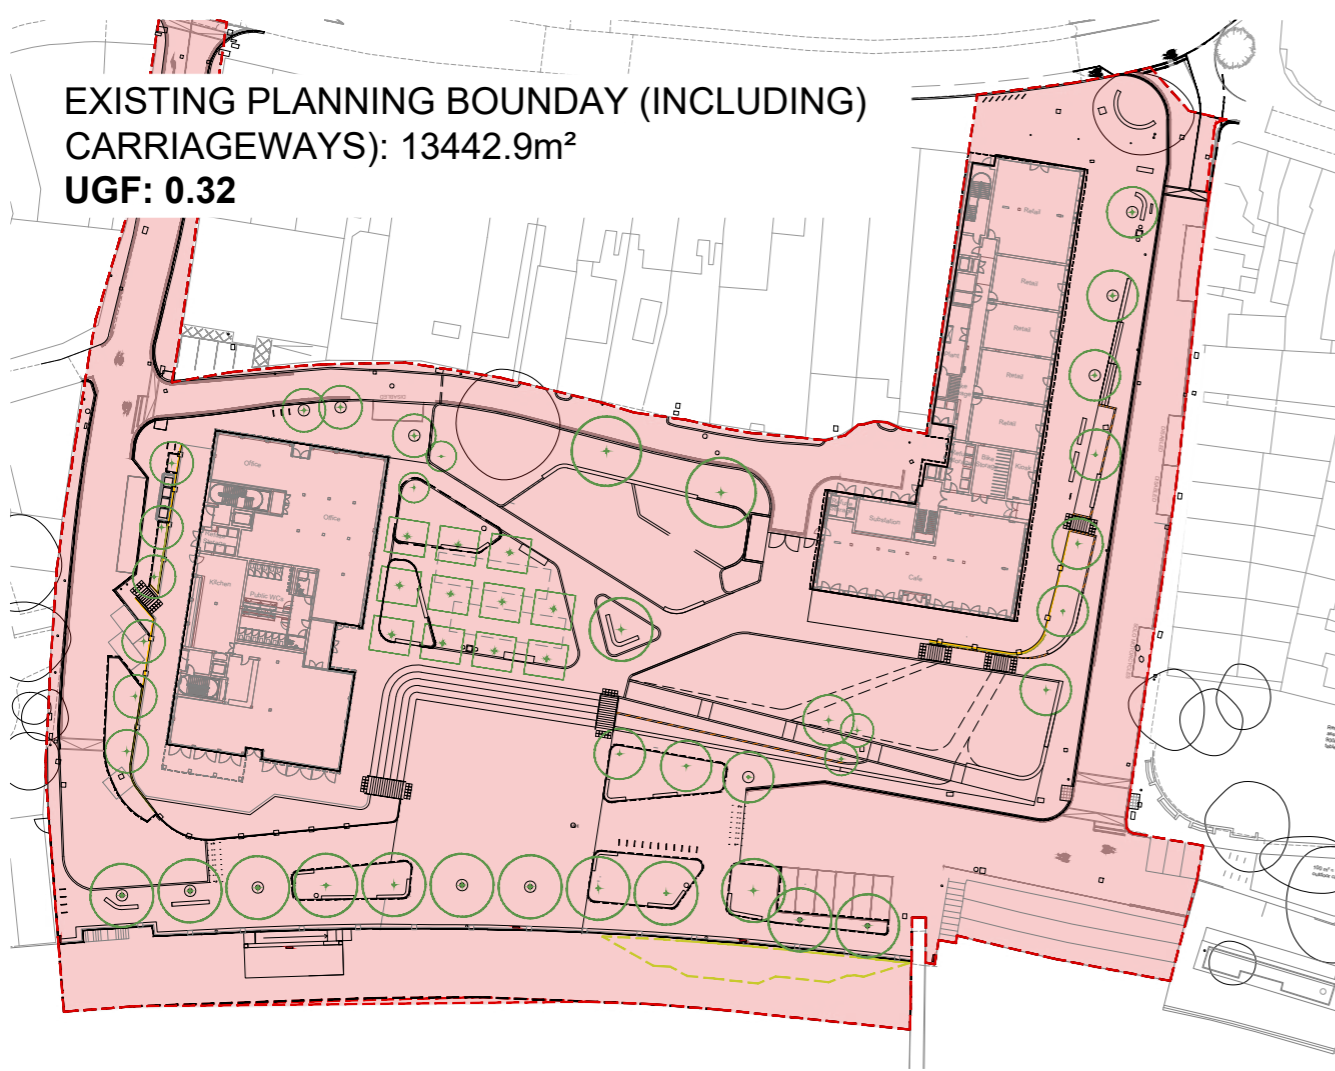 EXISTING PLANNING BOUNDAY (INCLUDING)
CARRIAGEWAYS): 13442.9m²
UGF: 0.32
Retail
Retail
Retail
Retail
Retail
Office
Office
Bike
Kiosk
Substation
Cafe
Kitchen
Public WCs